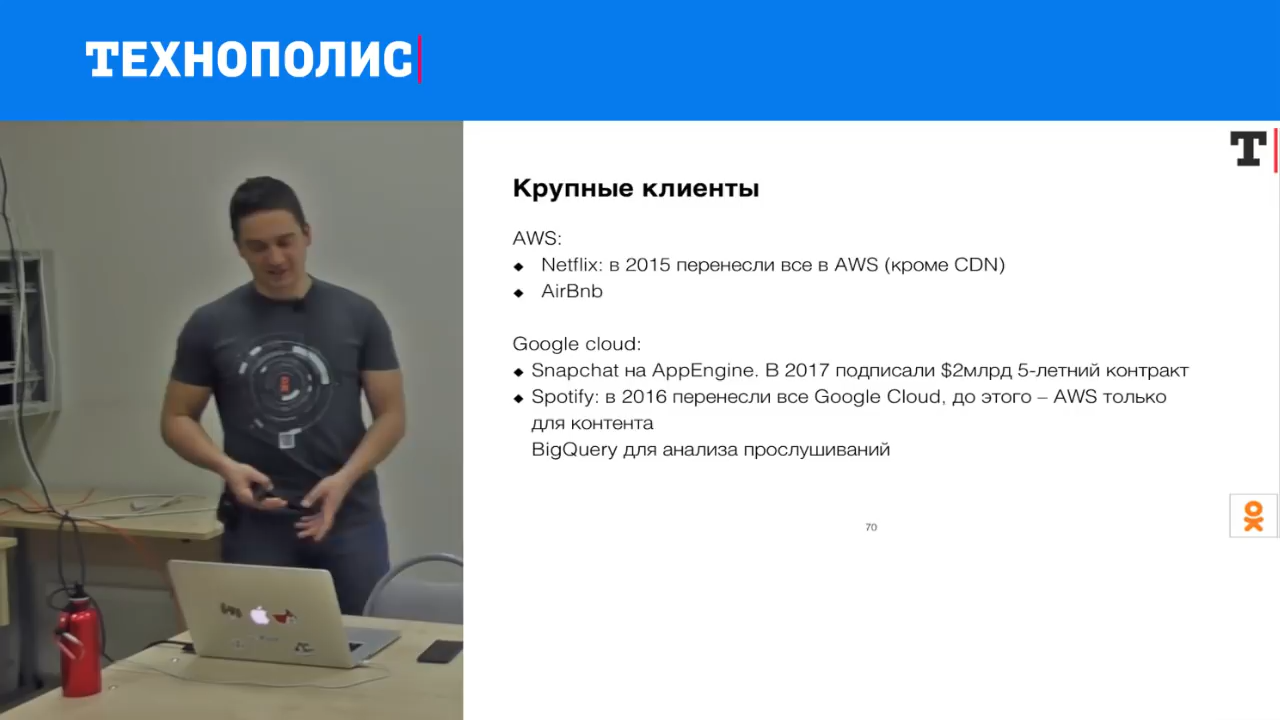 ТЕХНОПОЛИС
T
Крупные клиенты
AWS:
◆ Netflix: в 2015 перенесли все в AWS (кроме CDN)
◆ AirBnb
Google cloud:
◆ Snapchat на AppEngine. В 2017 подписали $2млрд 5-летний контракт
◆ Spotify: в 2016 перенесли все Google Cloud, до этого – AWS только
для контента
BigQuery для анализа прослушиваний
70